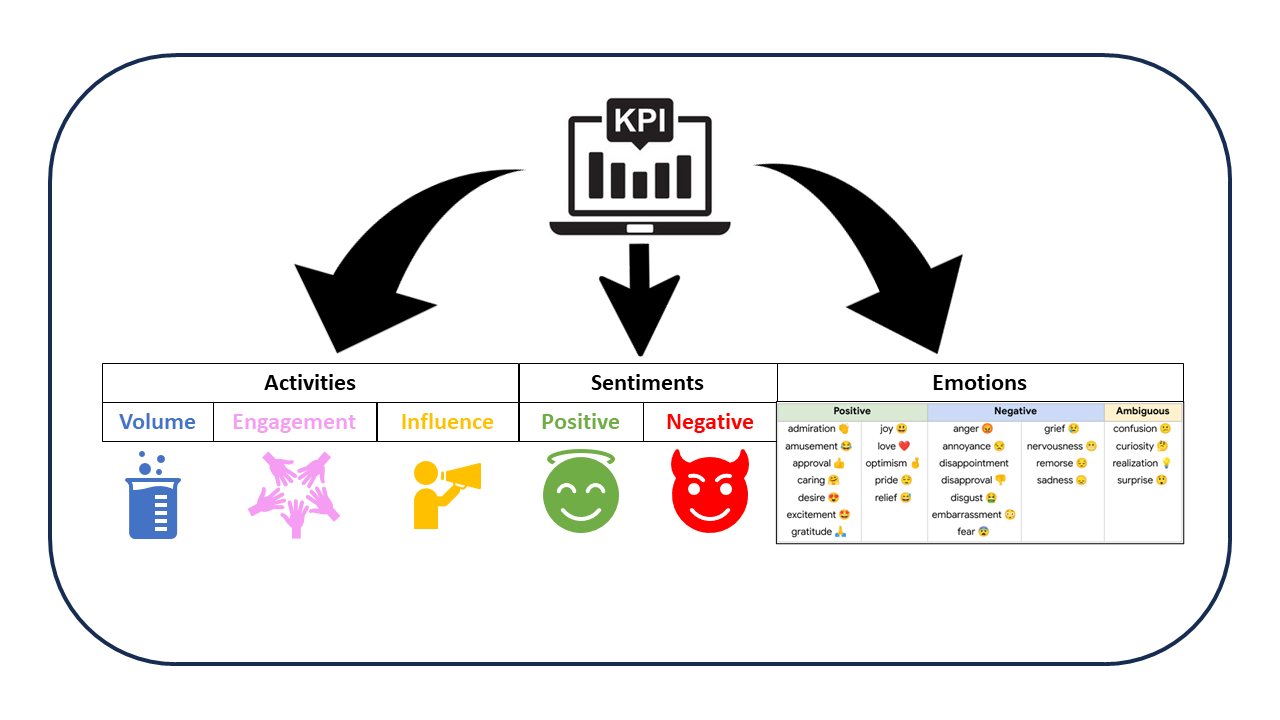 KPI
Activities Sentiments Emotions
Volume Engagement Influence Positive Negative
Positive Negative Ambiguous
admiration 👏 joy 😃 anger 😡 grief 😢 confusion 😕
amusement 😂 love ❤️ annoyance 😒 nervousness 😬 curiosity 🤔
approval 👍 optimism 🤞 disappointment remorse 😔 realization 💡
caring 🤗 pride 😌 disapproval 👎 sadness 😞 surprise 😲
desire 😍 relief 😅 disgust 🤮
excitement 🤩 embarrassment 😳
gratitude 🙏 fear 😨